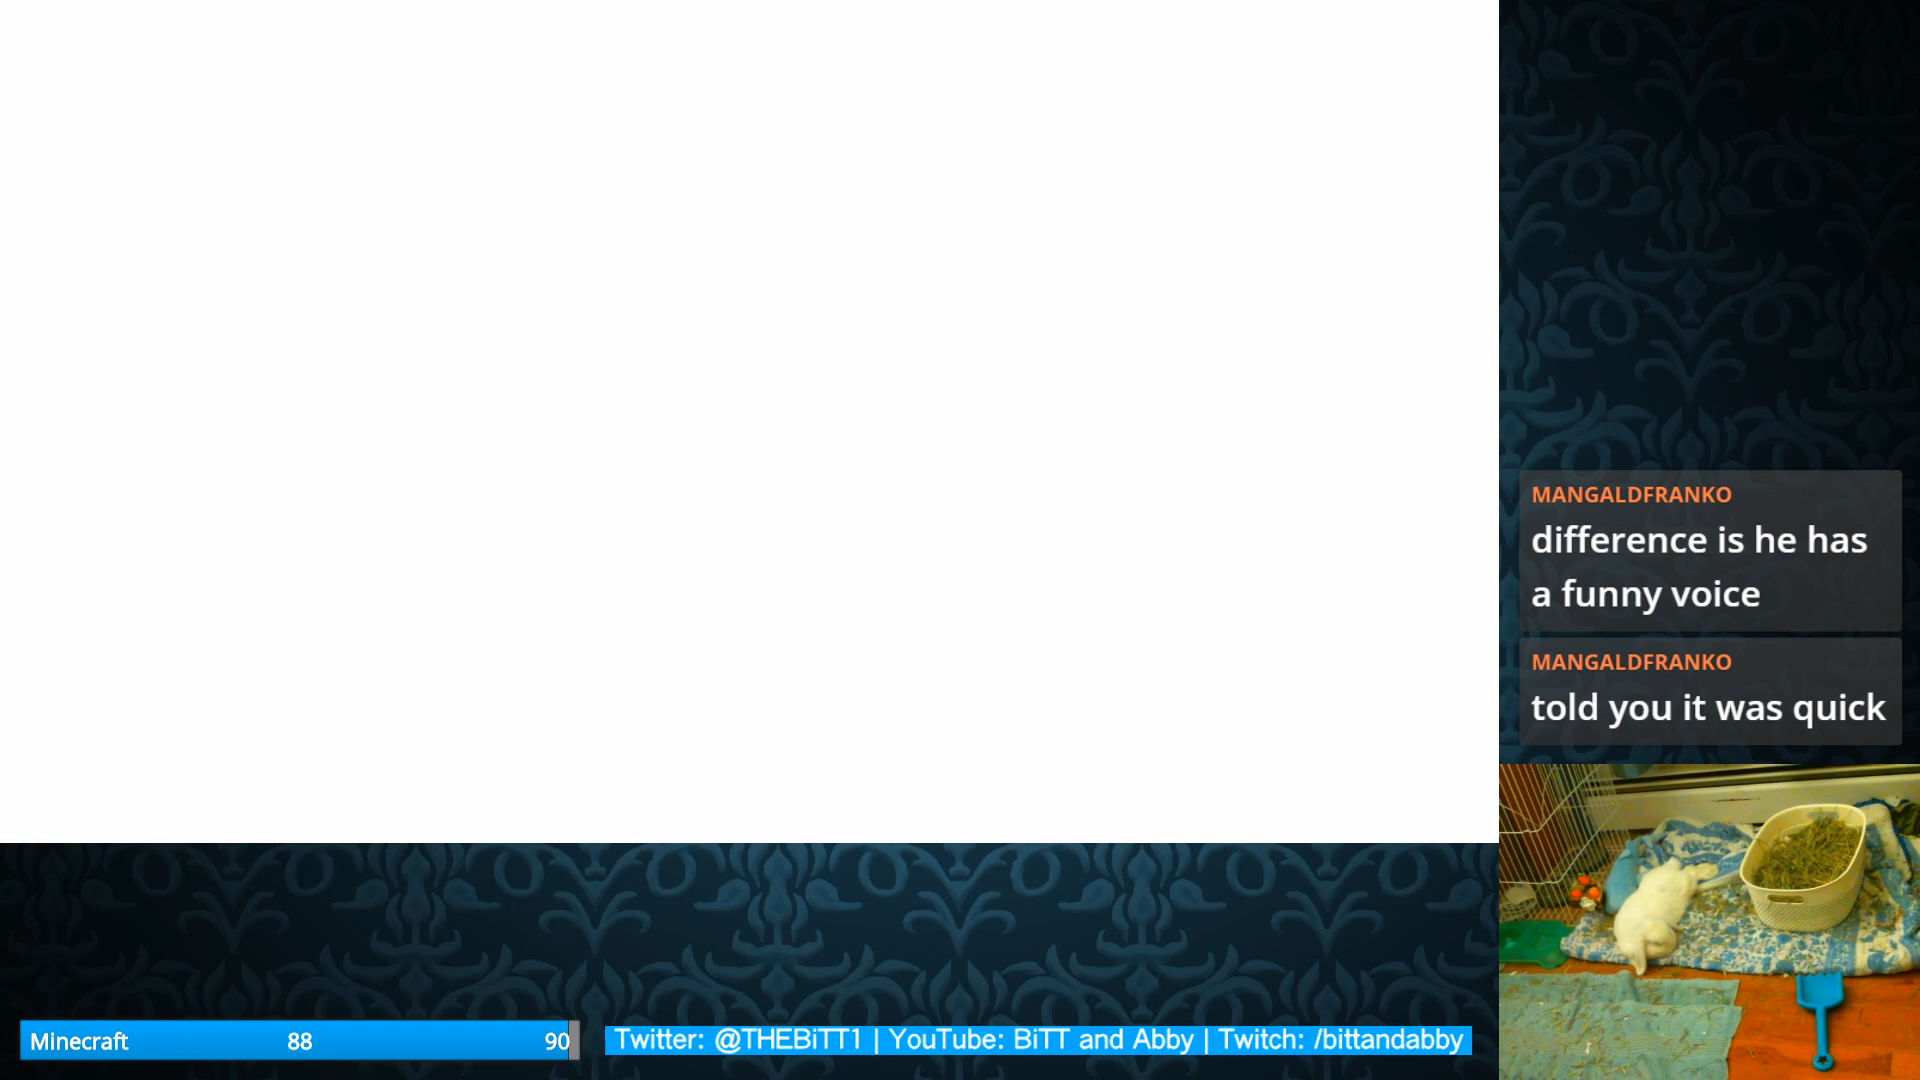 MANGALDFRANKO
difference is he has
a funny voice
MANGALDFRANKO
told you it was quick
Minecraft 88 90
Twitter: @THEBiTT1 | YouTube: BiTT and Abby | Twitch: /bittandabby